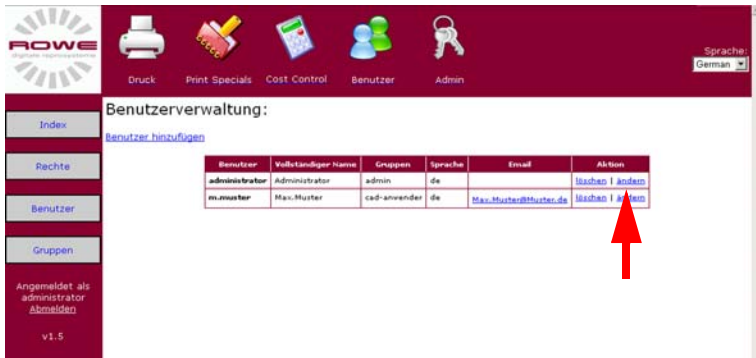 ROWE
digitale reprosysteme
Druck
Print Specials
Cost Control
Benutzer
Admin
Sprache:
German
Index
Rechte
Benutzer
Gruppen
Angemeldet als
administrator
Abmelden
v1.5
Benutzerverwaltung:
Benutzer hinzufügen
Benutzer Vollständiger Name Gruppen Sprache Email Aktion
administrator Administrator admin de löschen | ändern
m.muster Max.Muster cad-anwender de Max.Muster@Muster.de löschen | ändern